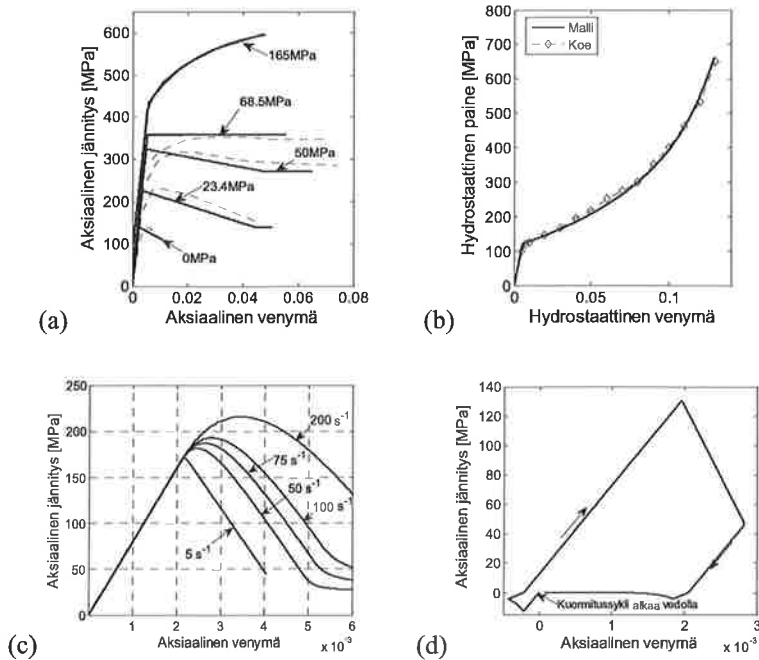 Aksiaalinen jännitys [MPa]
600
500
400
300
200
100
0
165MPa
68.5MPa
50MPa
23.4MPa
0MPa
0
0.02
0.04
0.06
0.08
Aksiaalinen venymä
(a)
Hydrostaattinen paine [MPa]
800
700
600
500
400
300
200
100
0
Malli
Koe
0
0.05
0.1
Hydrostaattinen venymä
(b)
Aksiaalinen jännitys [MPa]
250
200
150
100
50
0
200 s⁻¹
75 s⁻¹
50 s⁻¹
100 s⁻¹
5 s⁻¹
0
1
2
3
4
5
6
x 10⁻³
Aksiaalinen venymä
(c)
Aksiaalinen jännitys [MPa]
140
120
100
80
60
40
20
0
Kuormitussykli alkaa vedolla
0
1
2
3
x 10⁻³
Aksiaalinen venymä
(d)